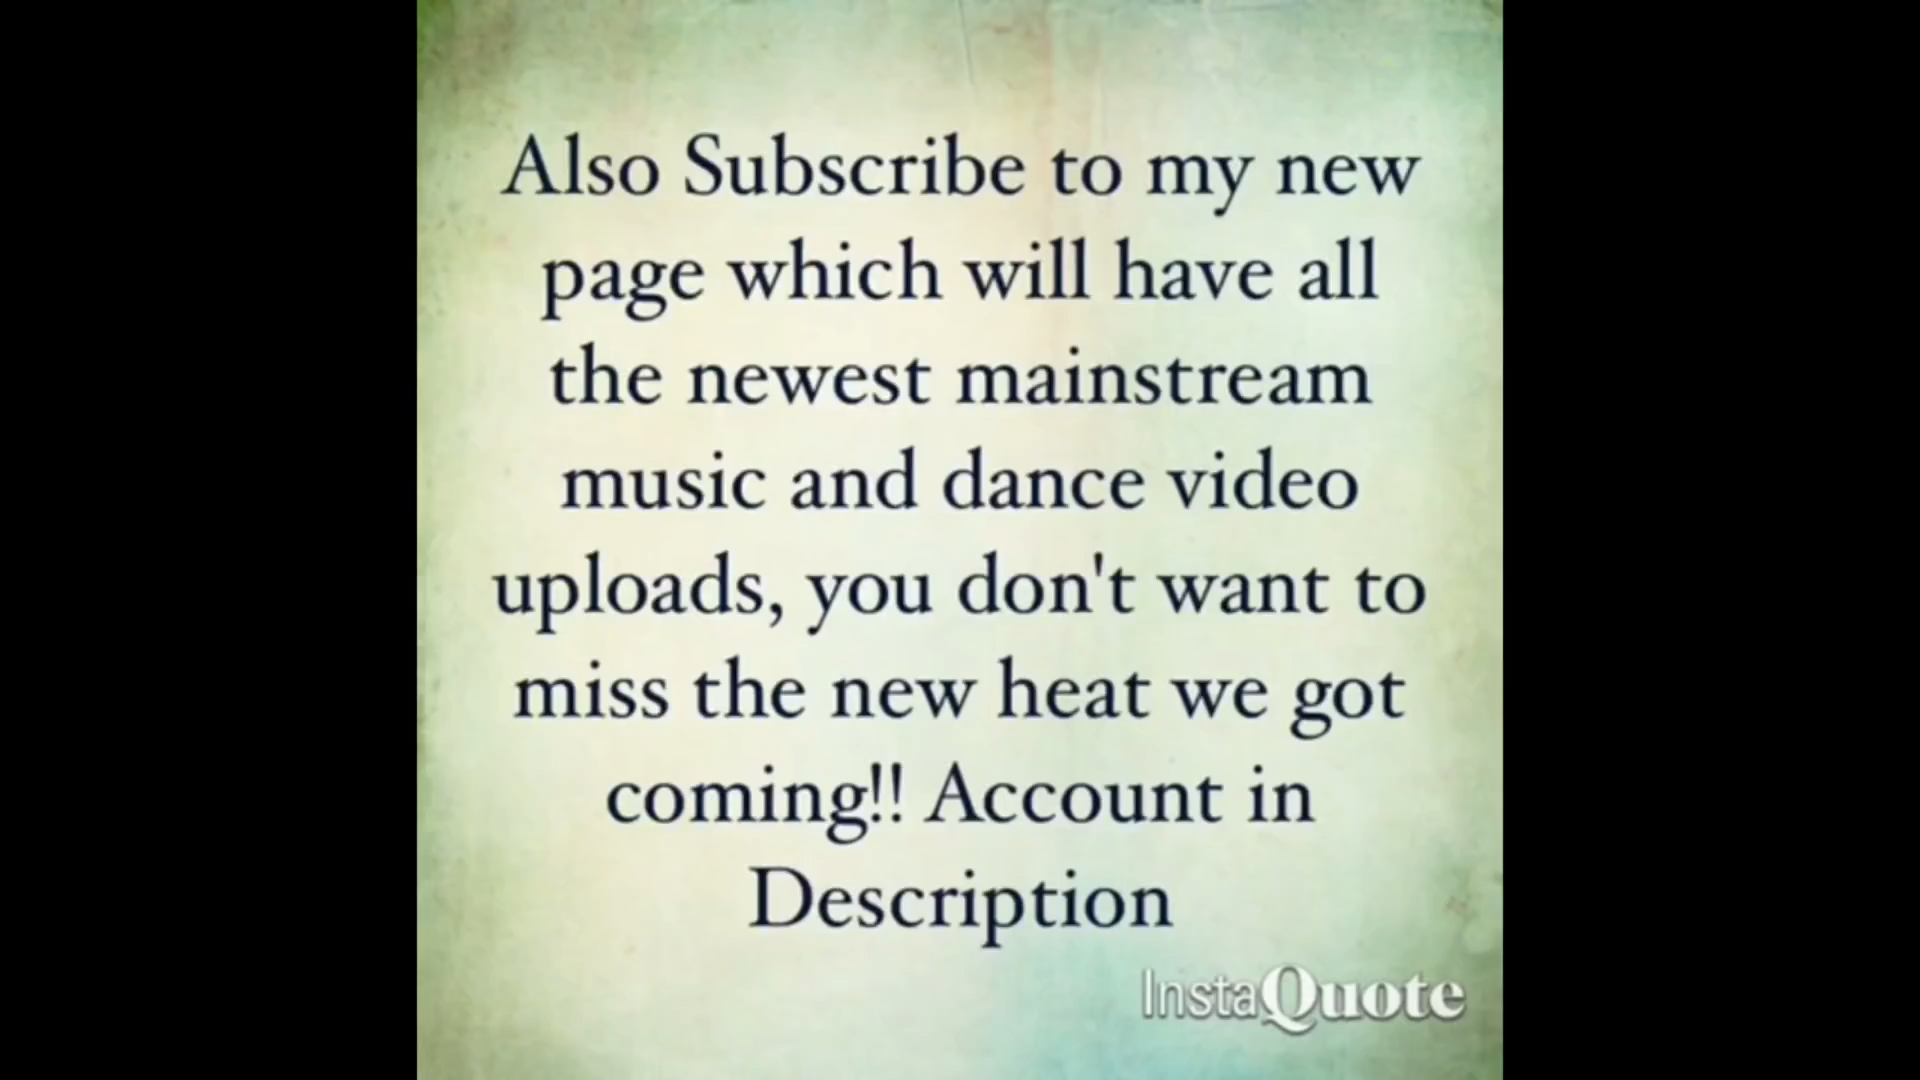 Also Subscribe to my new
page which will have all
the newest mainstream
music and dance video
uploads, you don't want to
miss the new heat we got
coming!! Account in
Description
InstaQuote